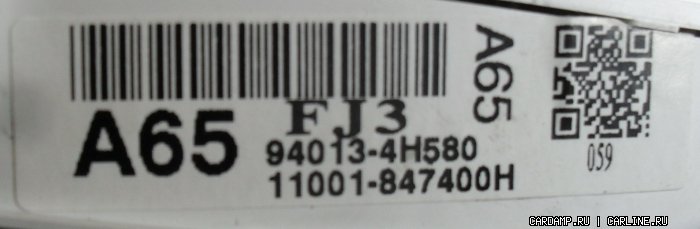 A65
FJ3
94013-4H580
11001-847400H
A65
059
CARDAMP.RU | CARLINE.RU